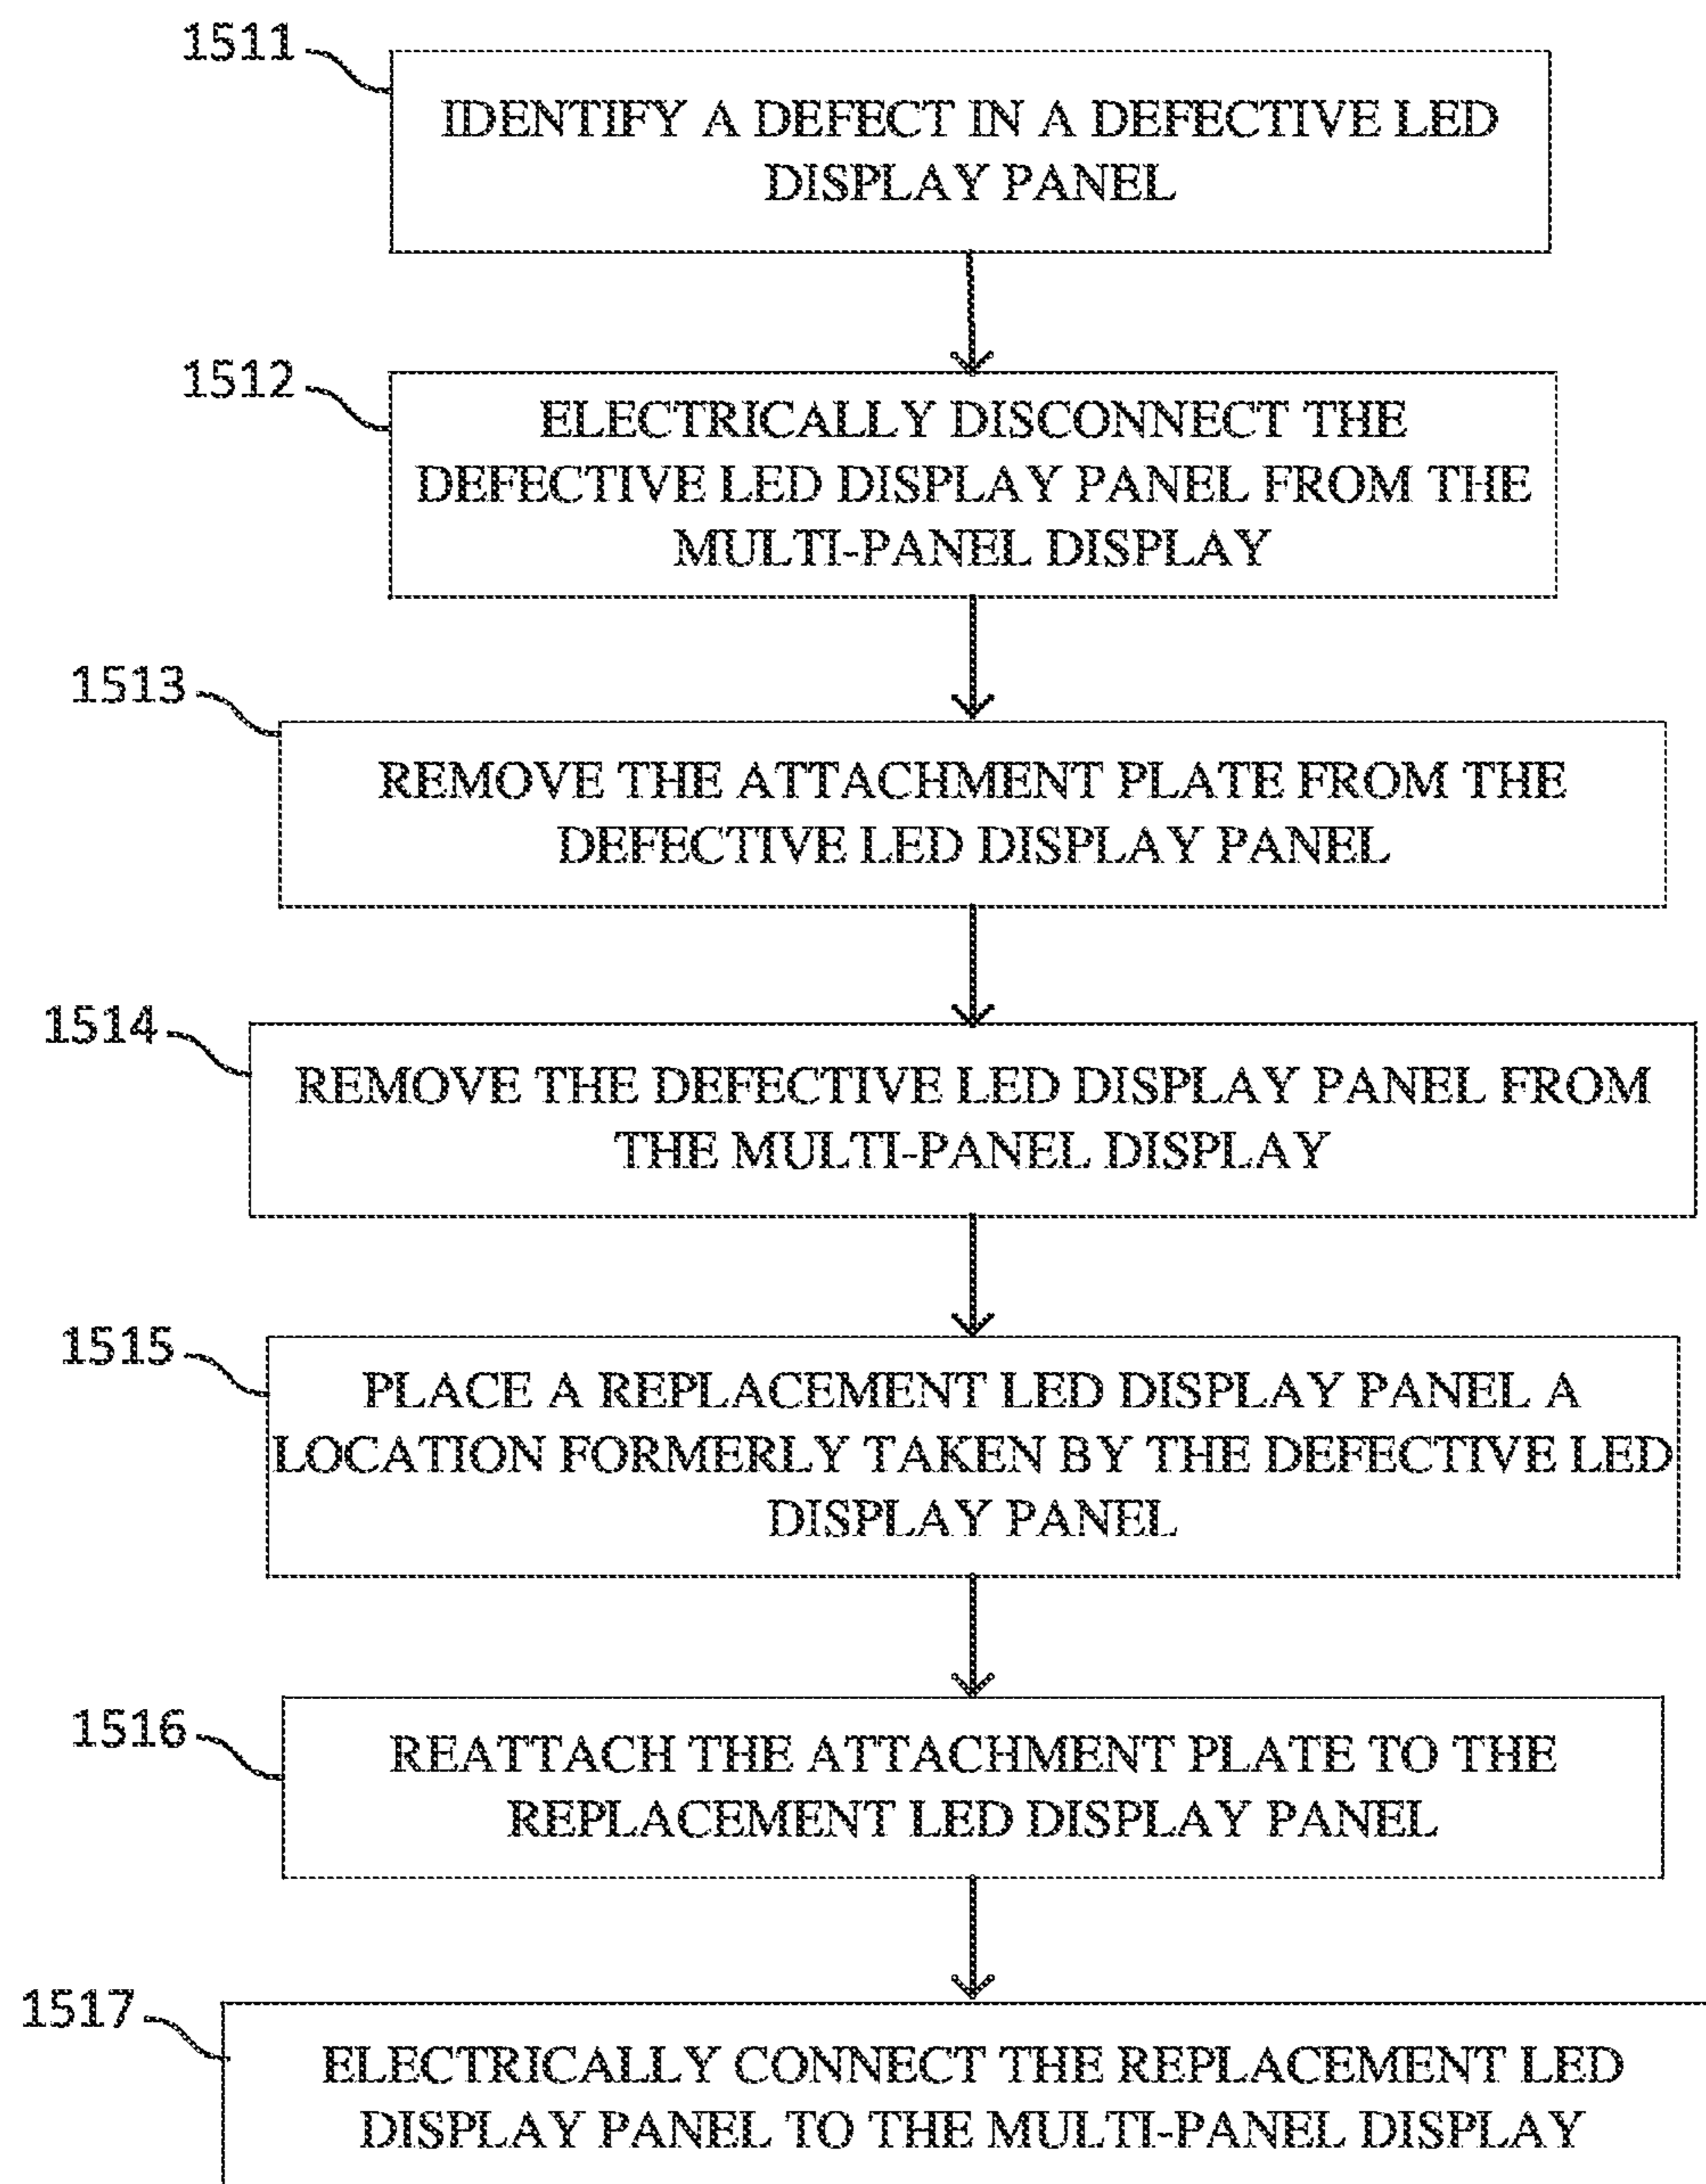 1511
IDENTIFY A DEFECT IN A DEFECTIVE LED
DISPLAY PANEL
1512
ELECTRICALLY DISCONNECT THE
DEFECTIVE LED DISPLAY PANEL FROM THE
MULTI-PANEL DISPLAY
1513
REMOVE THE ATTACHMENT PLATE FROM THE
DEFECTIVE LED DISPLAY PANEL
1514
REMOVE THE DEFECTIVE LED DISPLAY PANEL FROM
THE MULTI-PANEL DISPLAY
1515
PLACE A REPLACEMENT LED DISPLAY PANEL A
LOCATION FORMERLY TAKEN BY THE DEFECTIVE LED
DISPLAY PANEL
1516
REATTACH THE ATTACHMENT PLATE TO THE
REPLACEMENT LED DISPLAY PANEL
1517
ELECTRICALLY CONNECT THE REPLACEMENT LED
DISPLAY PANEL TO THE MULTI-PANEL DISPLAY